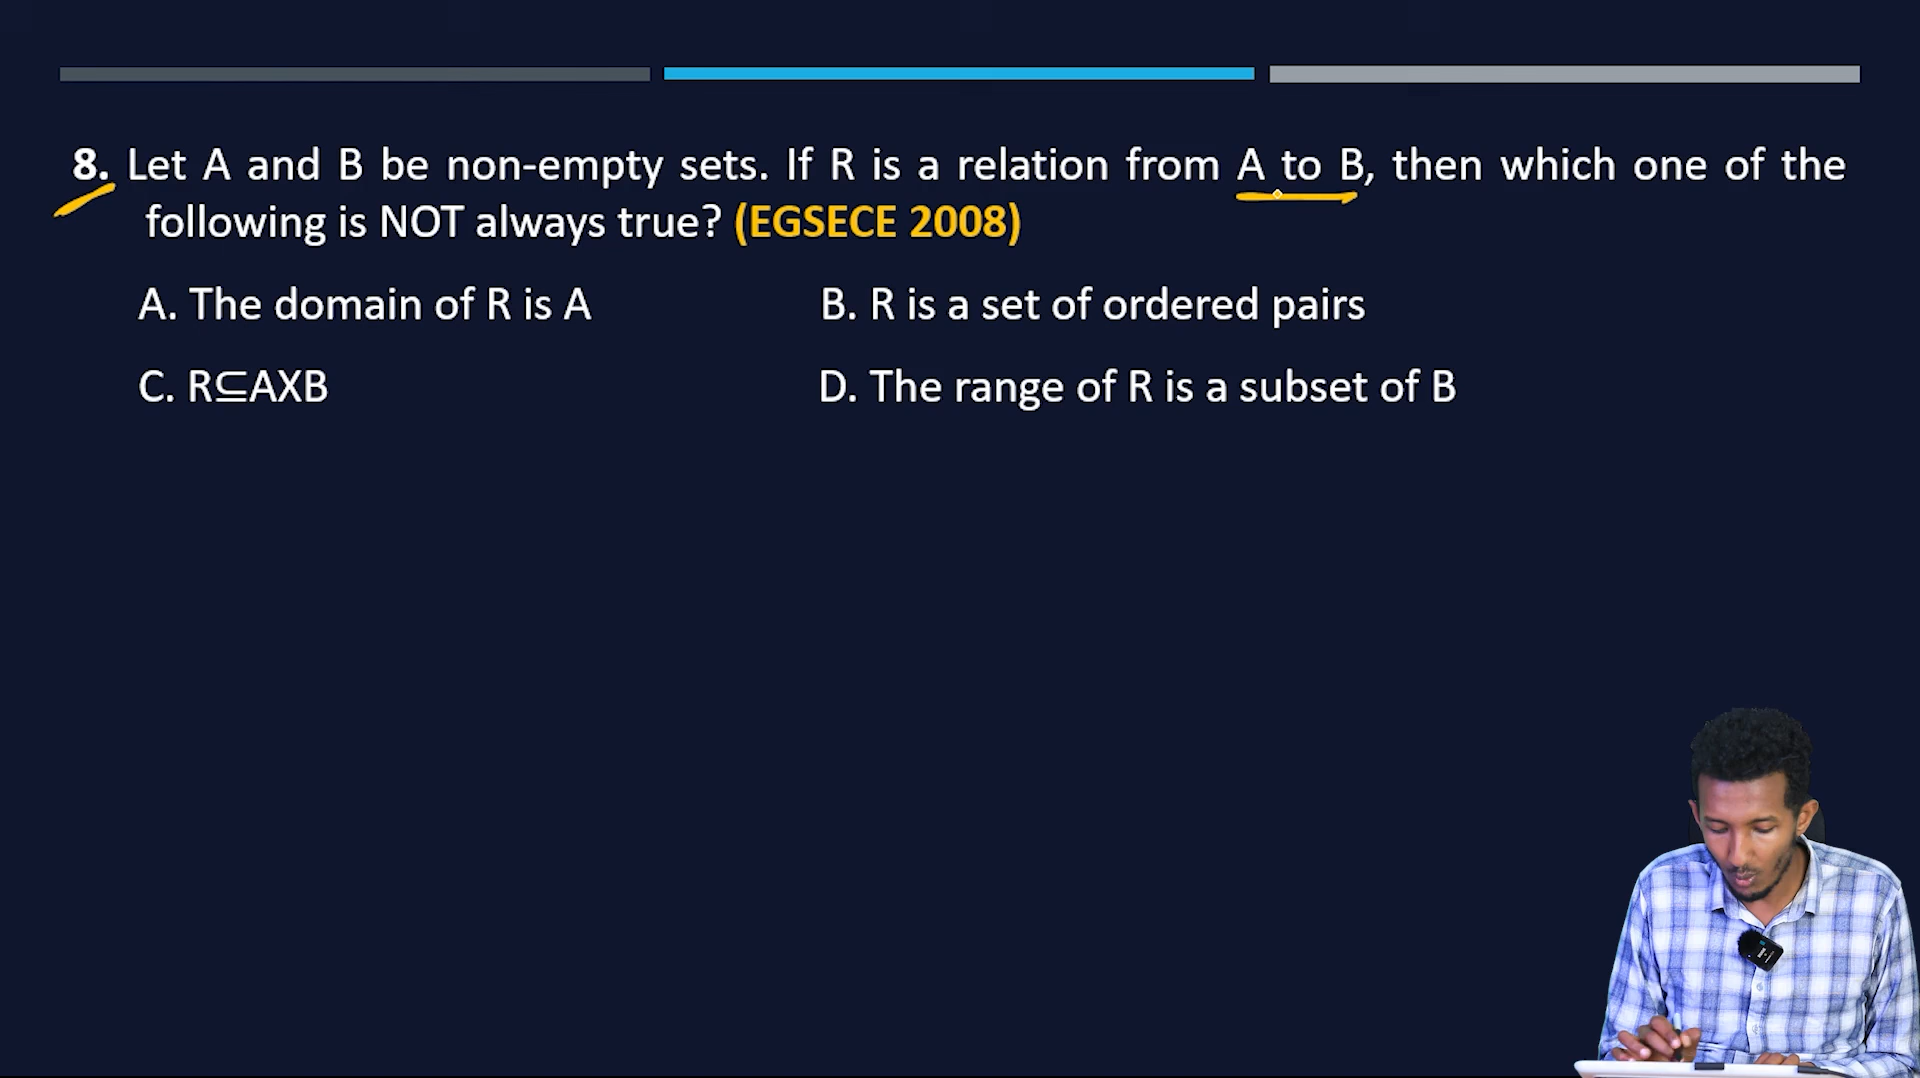 8. Let A and B be non-empty sets. If R is a relation from A to B, then which one of the
following is NOT always true? (EGSECE 2008)
A. The domain of R is A
B. R is a set of ordered pairs
C. R⊆AXB
D. The range of R is a subset of B